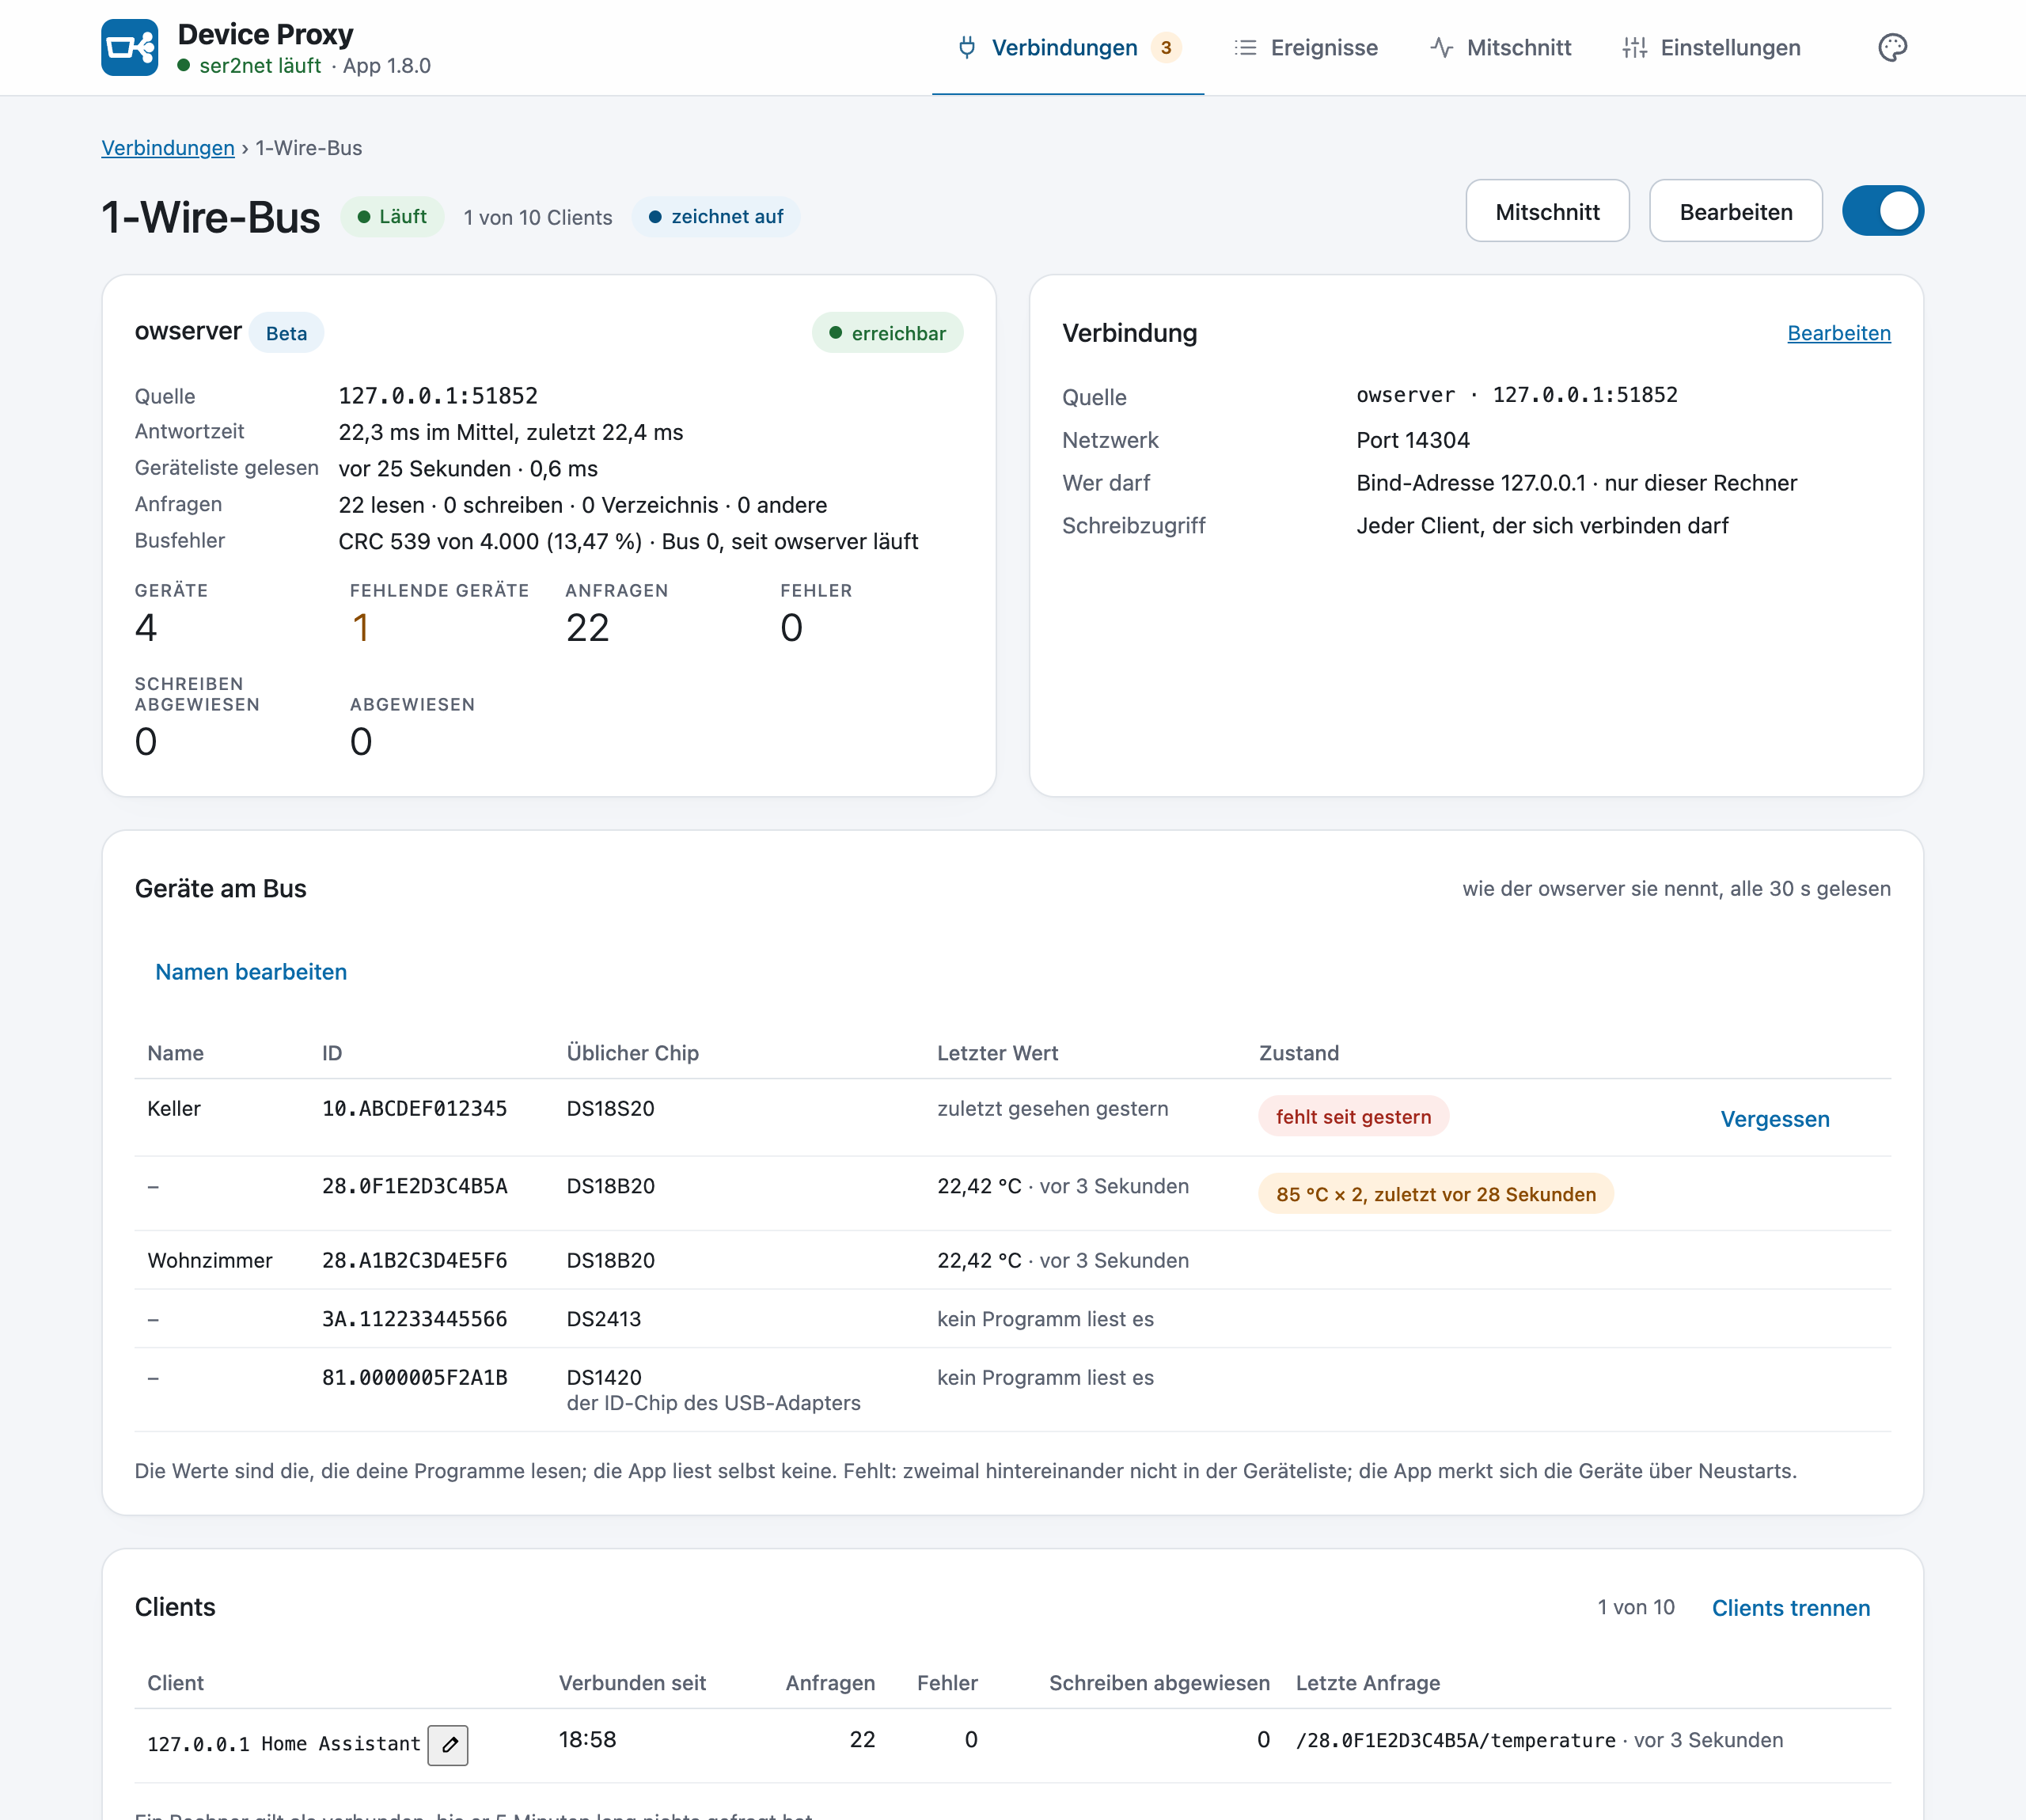 Device Proxy
ser2net läuft · App 1.8.0
Verbindungen 3
Ereignisse
Mitschnitt
Einstellungen
Verbindungen › 1-Wire-Bus
1-Wire-Bus
Läuft
1 von 10 Clients
zeichnet auf
Mitschnitt
Bearbeiten
owserver Beta
erreichbar
Quelle 127.0.0.1:51852
Antwortzeit 22,3 ms im Mittel, zuletzt 22,4 ms
Geräteliste gelesen vor 25 Sekunden · 0,6 ms
Anfragen 22 lesen · 0 schreiben · 0 Verzeichnis · 0 andere
Busfehler CRC 539 von 4.000 (13,47 %) · Bus 0, seit owserver läuft
GERÄTE FEHLENDE GERÄTE ANFRAGEN FEHLER
4 1 22 0
SCHREIBEN
ABGEWIESEN ABGEWIESEN
0 0
Verbindung
Bearbeiten
Quelle owserver · 127.0.0.1:51852
Netzwerk Port 14304
Wer darf Bind-Adresse 127.0.0.1 · nur dieser Rechner
Schreibzugriff Jeder Client, der sich verbinden darf
Geräte am Bus
wie der owserver sie nennt, alle 30 s gelesen
Namen bearbeiten
Name ID Üblicher Chip Letzter Wert Zustand
Keller 10.ABCDEF012345 DS18S20 zuletzt gesehen gestern fehlt seit gestern Vergessen
– 28.0F1E2D3C4B5A DS18B20 22,42 °C · vor 3 Sekunden 85 °C × 2, zuletzt vor 28 Sekunden
Wohnzimmer 28.A1B2C3D4E5F6 DS18B20 22,42 °C · vor 3 Sekunden
– 3A.112233445566 DS2413 kein Programm liest es
– 81.0000005F2A1B DS1420 kein Programm liest es
der ID-Chip des USB-Adapters
Die Werte sind die, die deine Programme lesen; die App liest selbst keine. Fehlt: zweimal hintereinander nicht in der Geräteliste; die App merkt sich die Geräte über Neustarts.
Clients
1 von 10
Clients trennen
Client Verbunden seit Anfragen Fehler Schreiben abgewiesen Letzte Anfrage
127.0.0.1 Home Assistant 18:58 22 0 0 /28.0F1E2D3C4B5A/temperature · vor 3 Sekunden